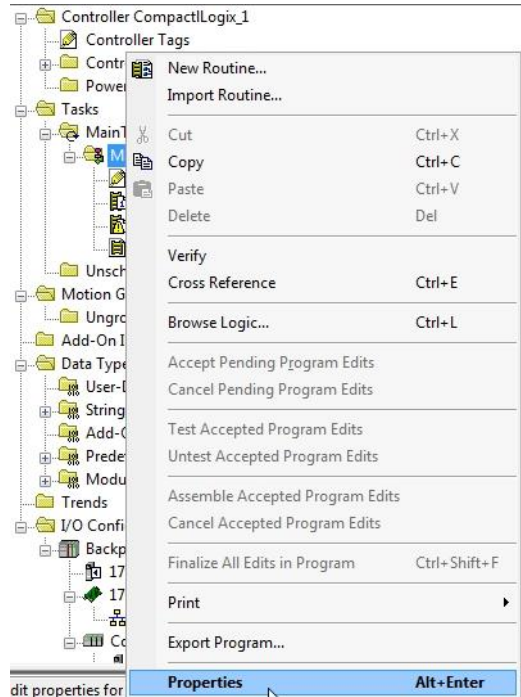 Controller CompactlLogix_1
Controller Tags
Contr
Power
Tasks
MainT
M
Unsch
Motion G
Ungro
Add-On I
Data Type
User-D
String
Add-O
Prede
Modu
Trends
I/O Confi
Backp
17
17
Co
New Routine...
Import Routine...
Cut Ctrl+X
Copy Ctrl+C
Paste Ctrl+V
Delete Del
Verify
Cross Reference Ctrl+E
Browse Logic... Ctrl+L
Accept Pending Program Edits
Cancel Pending Program Edits
Test Accepted Program Edits
Untest Accepted Program Edits
Assemble Accepted Program Edits
Cancel Accepted Program Edits
Finalize All Edits in Program Ctrl+Shift+F
Print
Export Program...
Properties Alt+Enter
dit properties for